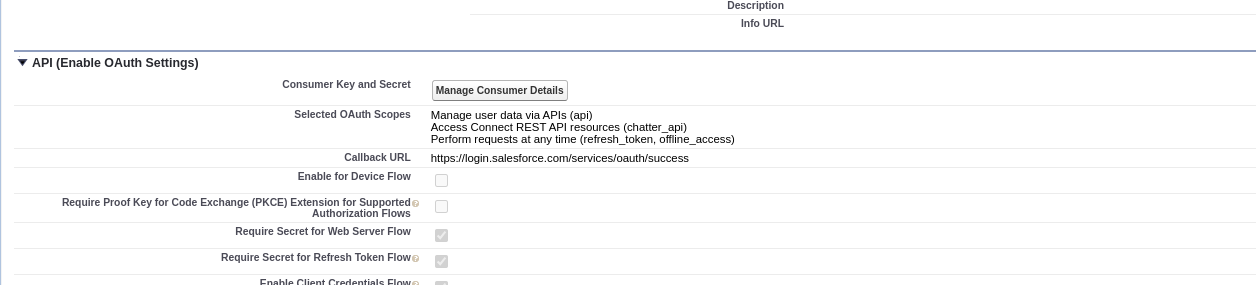 Description
Info URL
API (Enable OAuth Settings)
Consumer Key and Secret
Manage Consumer Details
Selected OAuth Scopes
Manage user data via APIs (api)
Access Connect REST API resources (chatter_api)
Perform requests at any time (refresh_token, offline_access)
Callback URL
https://login.salesforce.com/services/oauth/success
Enable for Device Flow
Require Proof Key for Code Exchange (PKCE) Extension for Supported
Authorization Flows
Require Secret for Web Server Flow
Require Secret for Refresh Token Flow
Enable Client Credentials Flow